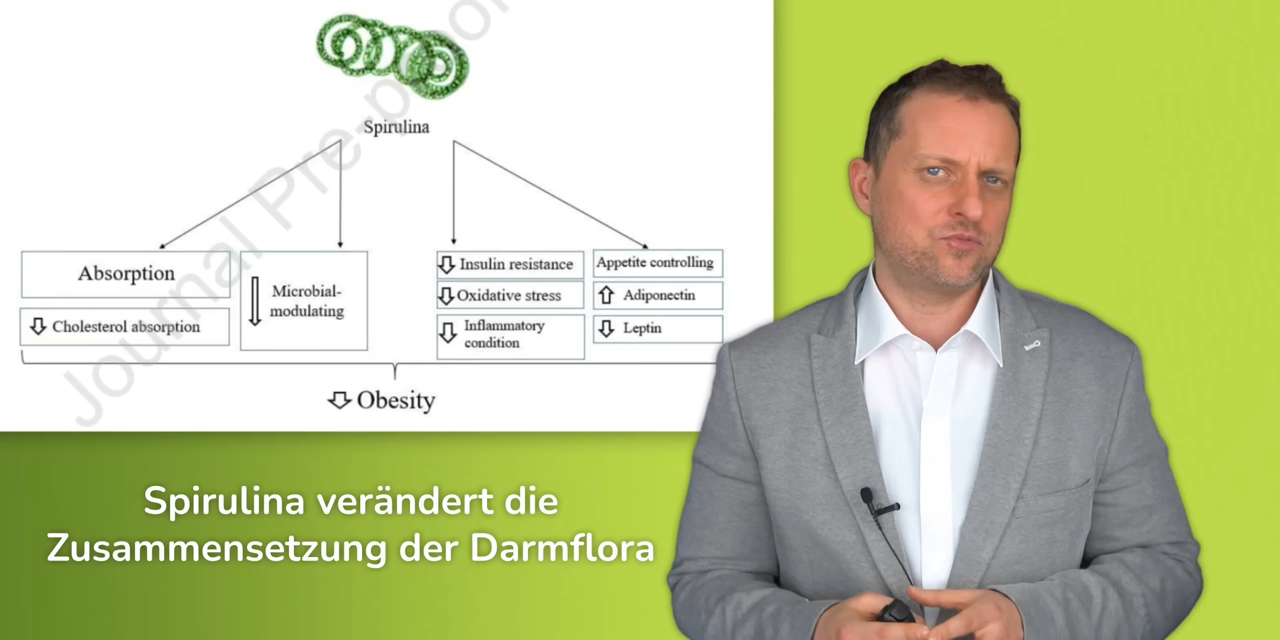 Journal Pre-p
Spirulina
Absorption
Cholesterol absorption
Microbial-
modulating
Insulin resistance
Oxidative stress
Inflammatory
condition
Appetite controlling
Adiponectin
Leptin
Obesity
Spirulina verändert die
Zusammensetzung der Darmflora